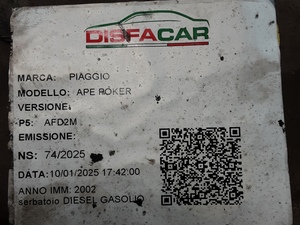 DISFACAR
MARCA: PIAGGIO
MODELLO: APE POKER
VERSIONE:
P5: AFD2M
EMISSIONE:
NS: 74/2025
DATA: 10/01/2025 17:42:00
ANNO IMM: 2002
serbatoio DIESEL GASOLIO